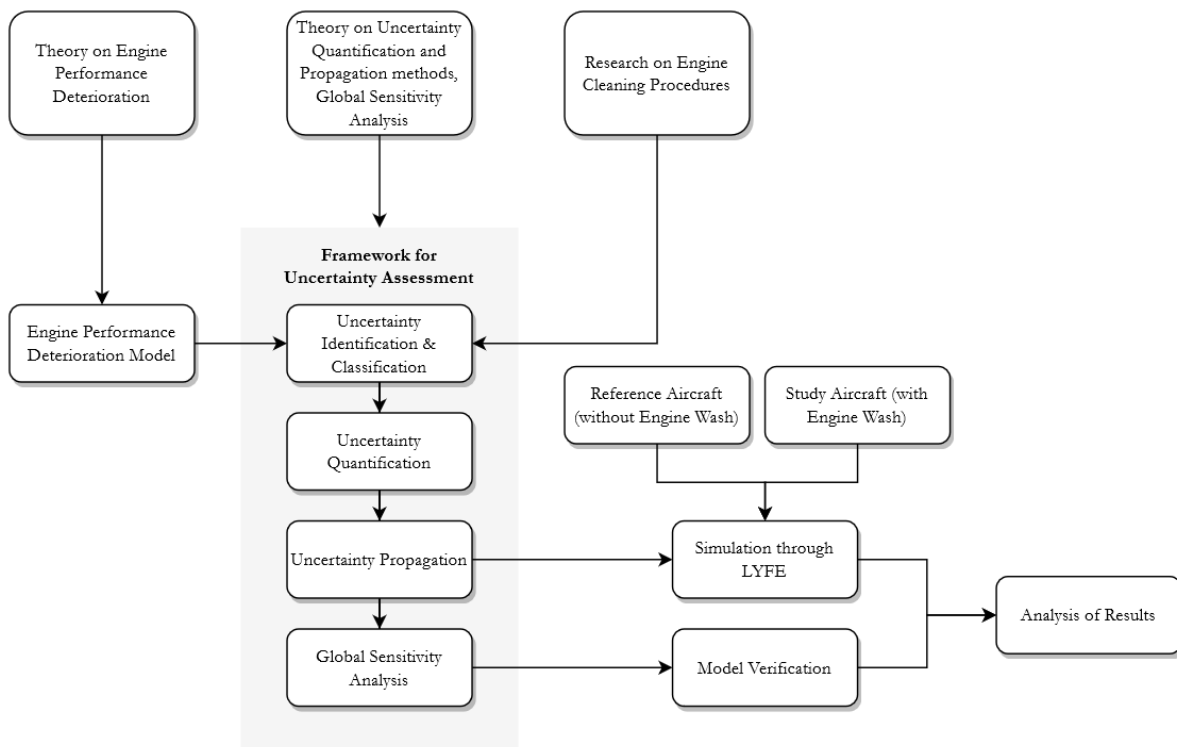 Theory on Engine
Performance
Deterioration
Theory on Uncertainty
Quantification and
Propagation methods,
Global Sensitivity
Analysis
Research on Engine
Cleaning Procedures
Framework for
Uncertainty Assessment
Engine Performance
Deterioration Model
Uncertainty
Identification &
Classification
Reference Aircraft
(without Engine Wash)
Study Aircraft (with
Engine Wash)
Uncertainty
Quantification
Uncertainty Propagation
Simulation through
LYFE
Analysis of Results
Global Sensitivity
Analysis
Model Verification